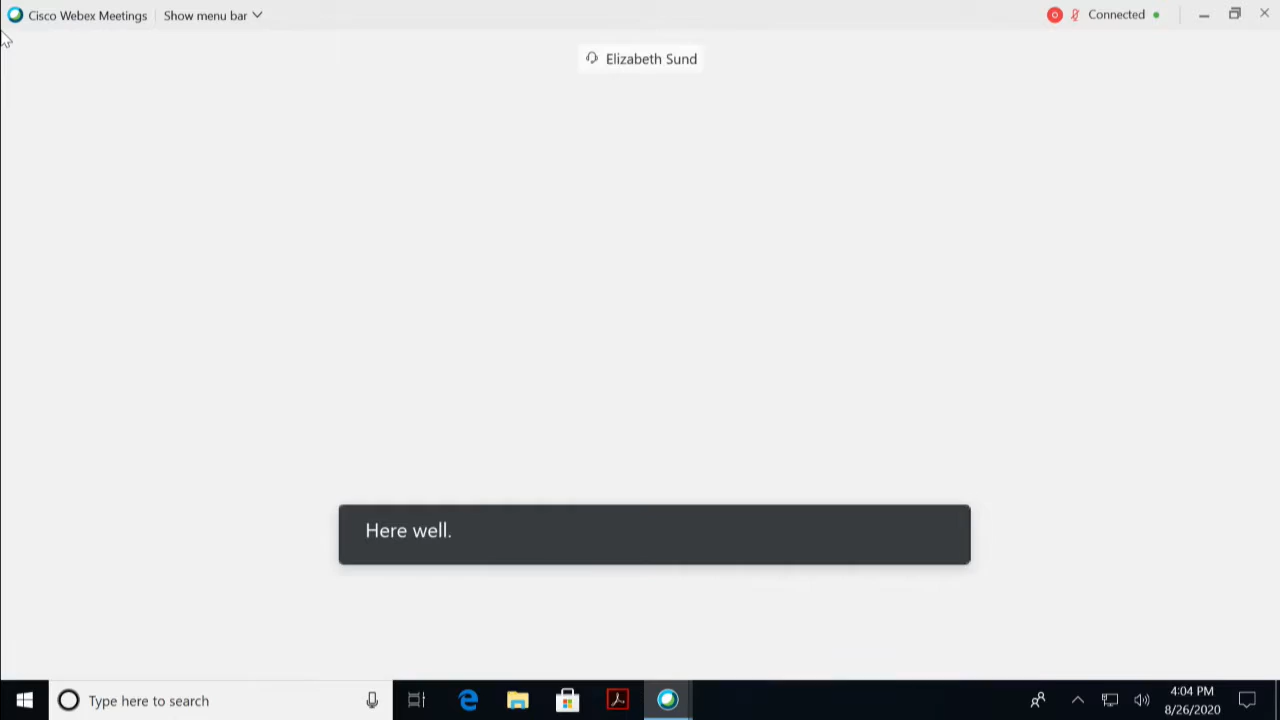 Cisco Webex Meetings Show menu bar Connected
Elizabeth Sund
Here well.
Type here to search
4:04 PM
8/26/2020